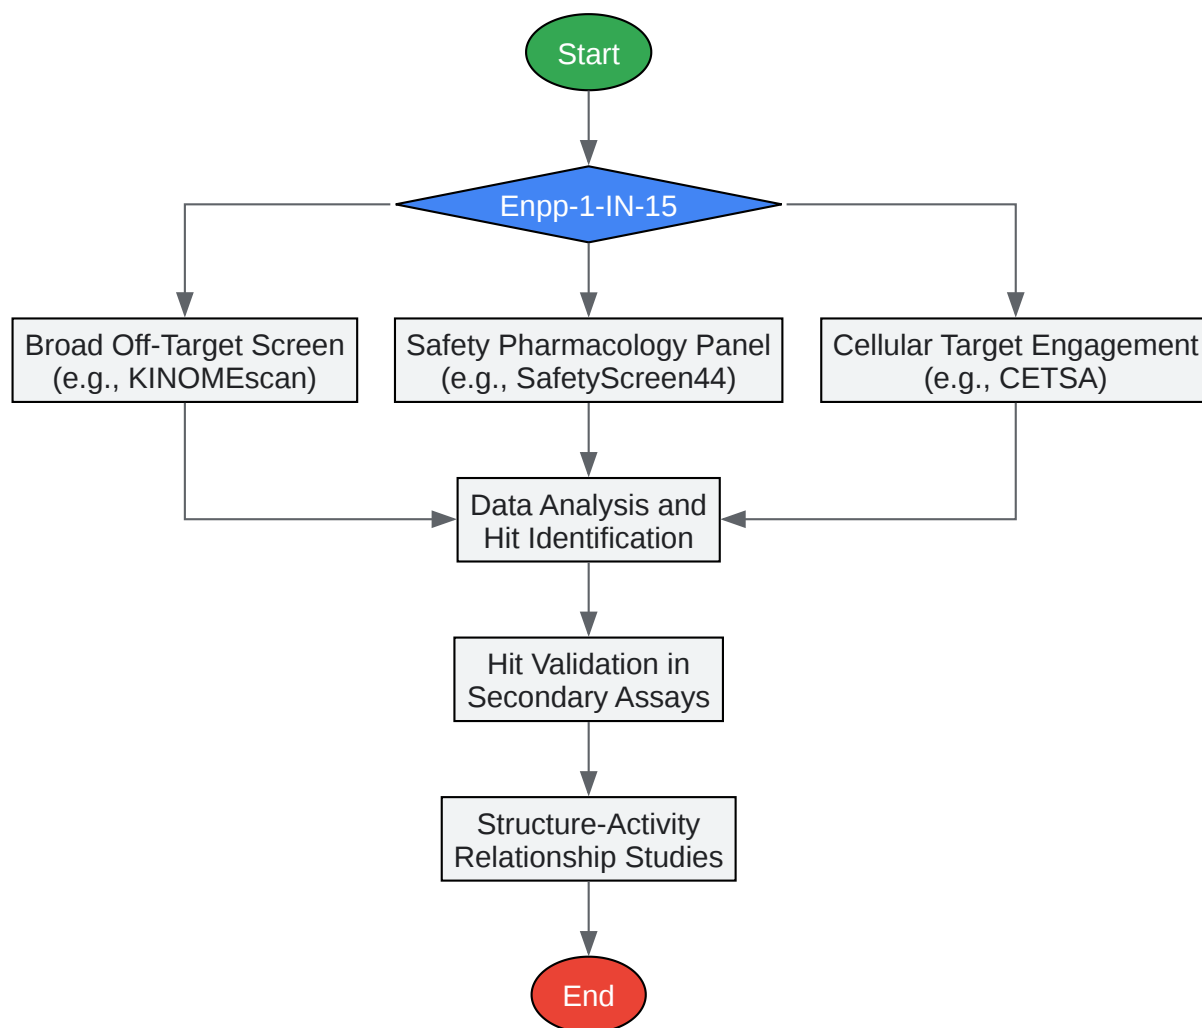 Start
Enpp-1-IN-15
Broad Off-Target Screen
(e.g., KINOMEscan)
Safety Pharmacology Panel
(e.g., SafetyScreen44)
Cellular Target Engagement
(e.g., CETSA)
Data Analysis and
Hit Identification
Hit Validation in
Secondary Assays
Structure-Activity
Relationship Studies
End